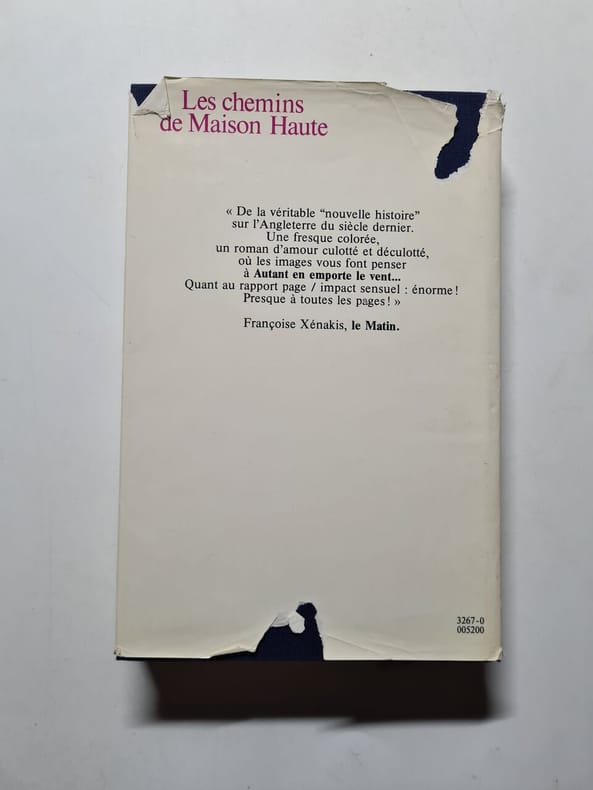 Les chemins
de Maison Haute
« De la véritable "nouvelle histoire"
sur l'Angleterre du siècle dernier.
Une fresque colorée,
un roman d'amour culotté et déculotté,
où les images vous font penser
à Autant en emporte le vent...
Quant au rapport page / impact sensuel : énorme !
Presque à toutes les pages ! »
Françoise Xénakis, le Matin.
3267-0
005200